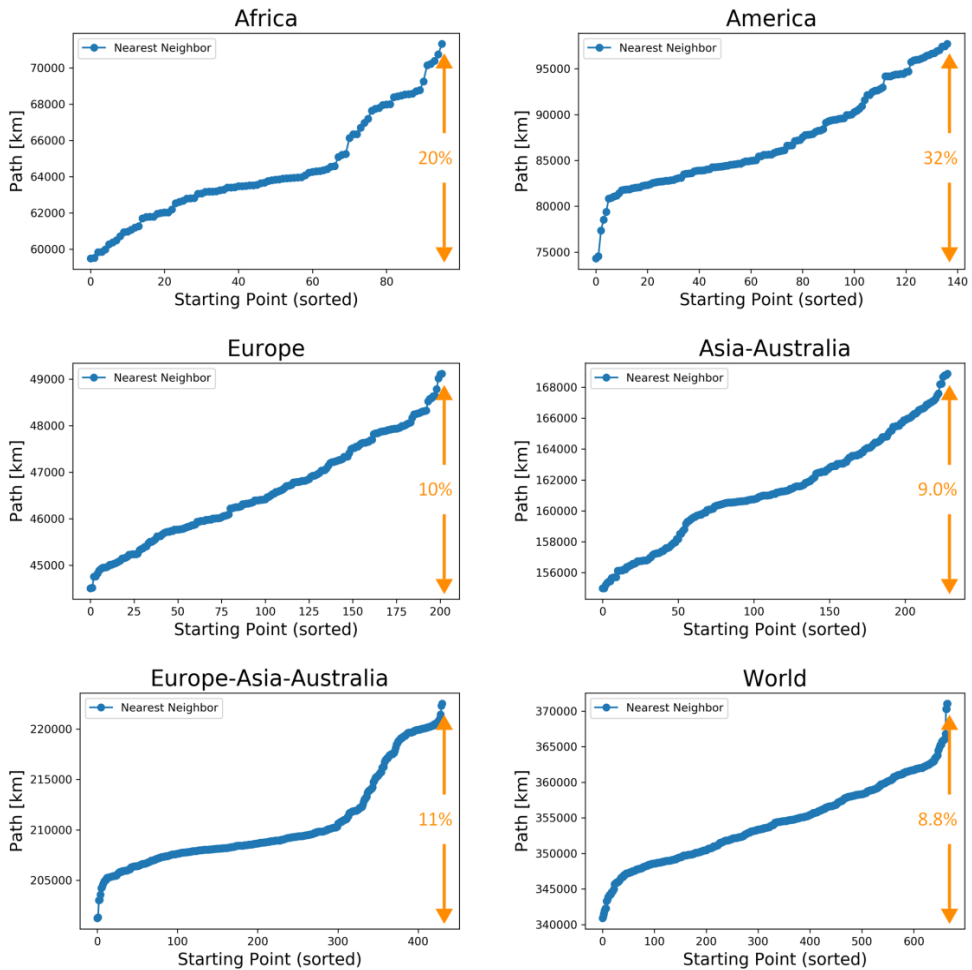 Africa
Nearest Neighbor
Path [km]
70000
68000
66000
64000
62000
60000
20%
0 20 40 60 80
Starting Point (sorted)
America
Nearest Neighbor
Path [km]
95000
90000
85000
80000
75000
32%
0 20 40 60 80 100 120 140
Starting Point (sorted)
Europe
Nearest Neighbor
Path [km]
49000
48000
47000
46000
45000
10%
0 25 50 75 100 125 150 175 200
Starting Point (sorted)
Asia-Australia
Nearest Neighbor
Path [km]
168000
166000
164000
162000
160000
158000
156000
9.0%
0 50 100 150 200
Starting Point (sorted)
Europe-Asia-Australia
Nearest Neighbor
Path [km]
220000
215000
210000
205000
11%
0 100 200 300 400
Starting Point (sorted)
World
Nearest Neighbor
Path [km]
370000
365000
360000
355000
350000
345000
340000
8.8%
0 100 200 300 400 500 600
Starting Point (sorted)